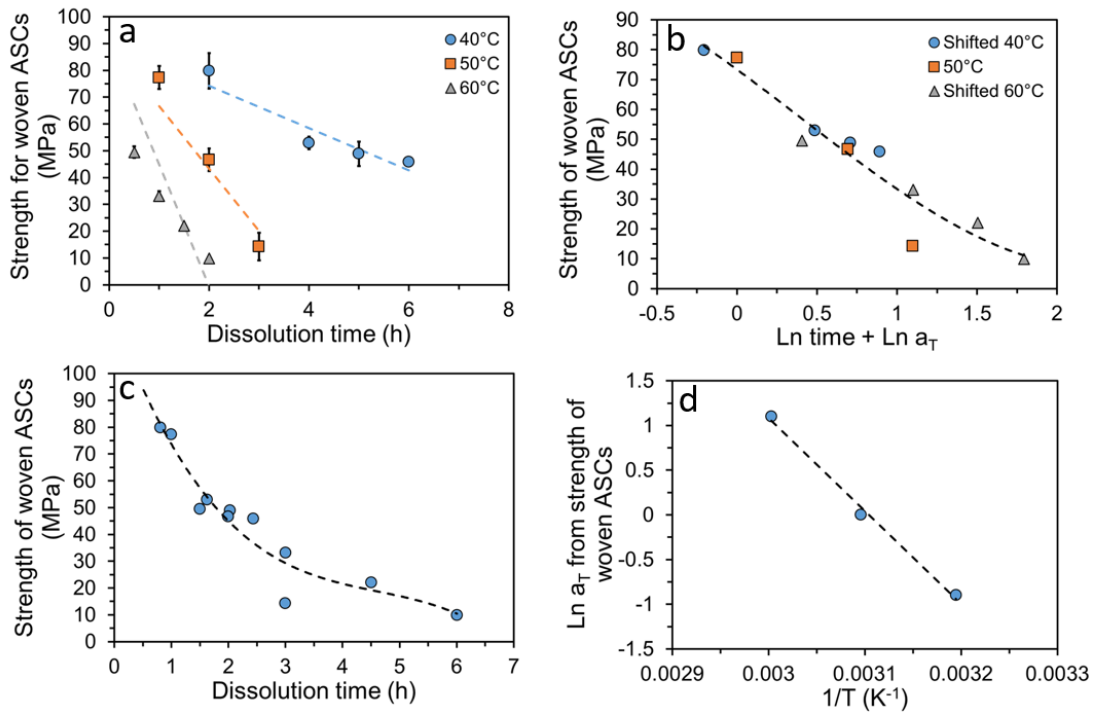 a
Strength for woven ASCs
(MPa)
100
90
80
70
60
50
40
30
20
10
0
0 2 4 6 8
Dissolution time (h)
40°C
50°C
60°C
b
Strength of woven ASCs
(MPa)
90
80
70
60
50
40
30
20
10
0
-0.5 0 0.5 1 1.5 2
Ln time + Ln aT
Shifted 40°C
50°C
Shifted 60°C
c
Strength of woven ASCs
(MPa)
100
90
80
70
60
50
40
30
20
10
0
0 1 2 3 4 5 6 7
Dissolution time (h)
d
Ln aT from strength of
woven ASCs
1.5
1
0.5
0
-0.5
-1
-1.5
0.0029 0.003 0.0031 0.0032 0.0033
1/T (K-1)